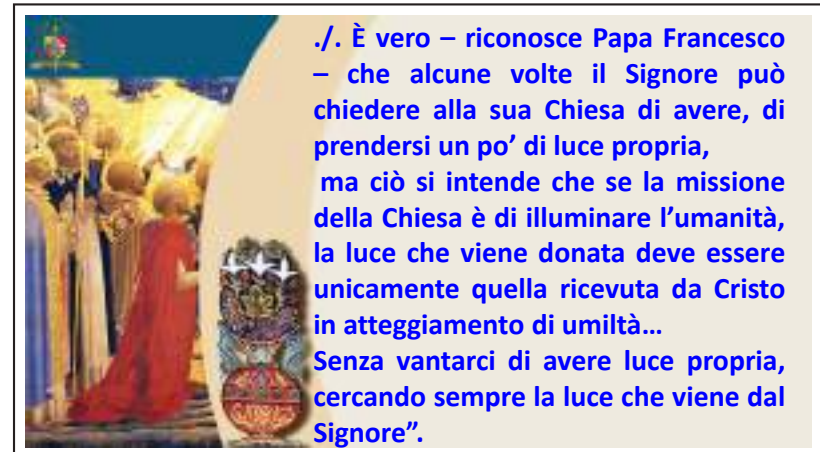 ./. È vero – riconosce Papa Francesco
– che alcune volte il Signore può
chiedere alla sua Chiesa di avere, di
prendersi un po’ di luce propria,
ma ciò si intende che se la missione
della Chiesa è di illuminare l’umanità,
la luce che viene donata deve essere
unicamente quella ricevuta da Cristo
in atteggiamento di umiltà…
Senza vantarci di avere luce propria,
cercando sempre la luce che viene dal
Signore”.